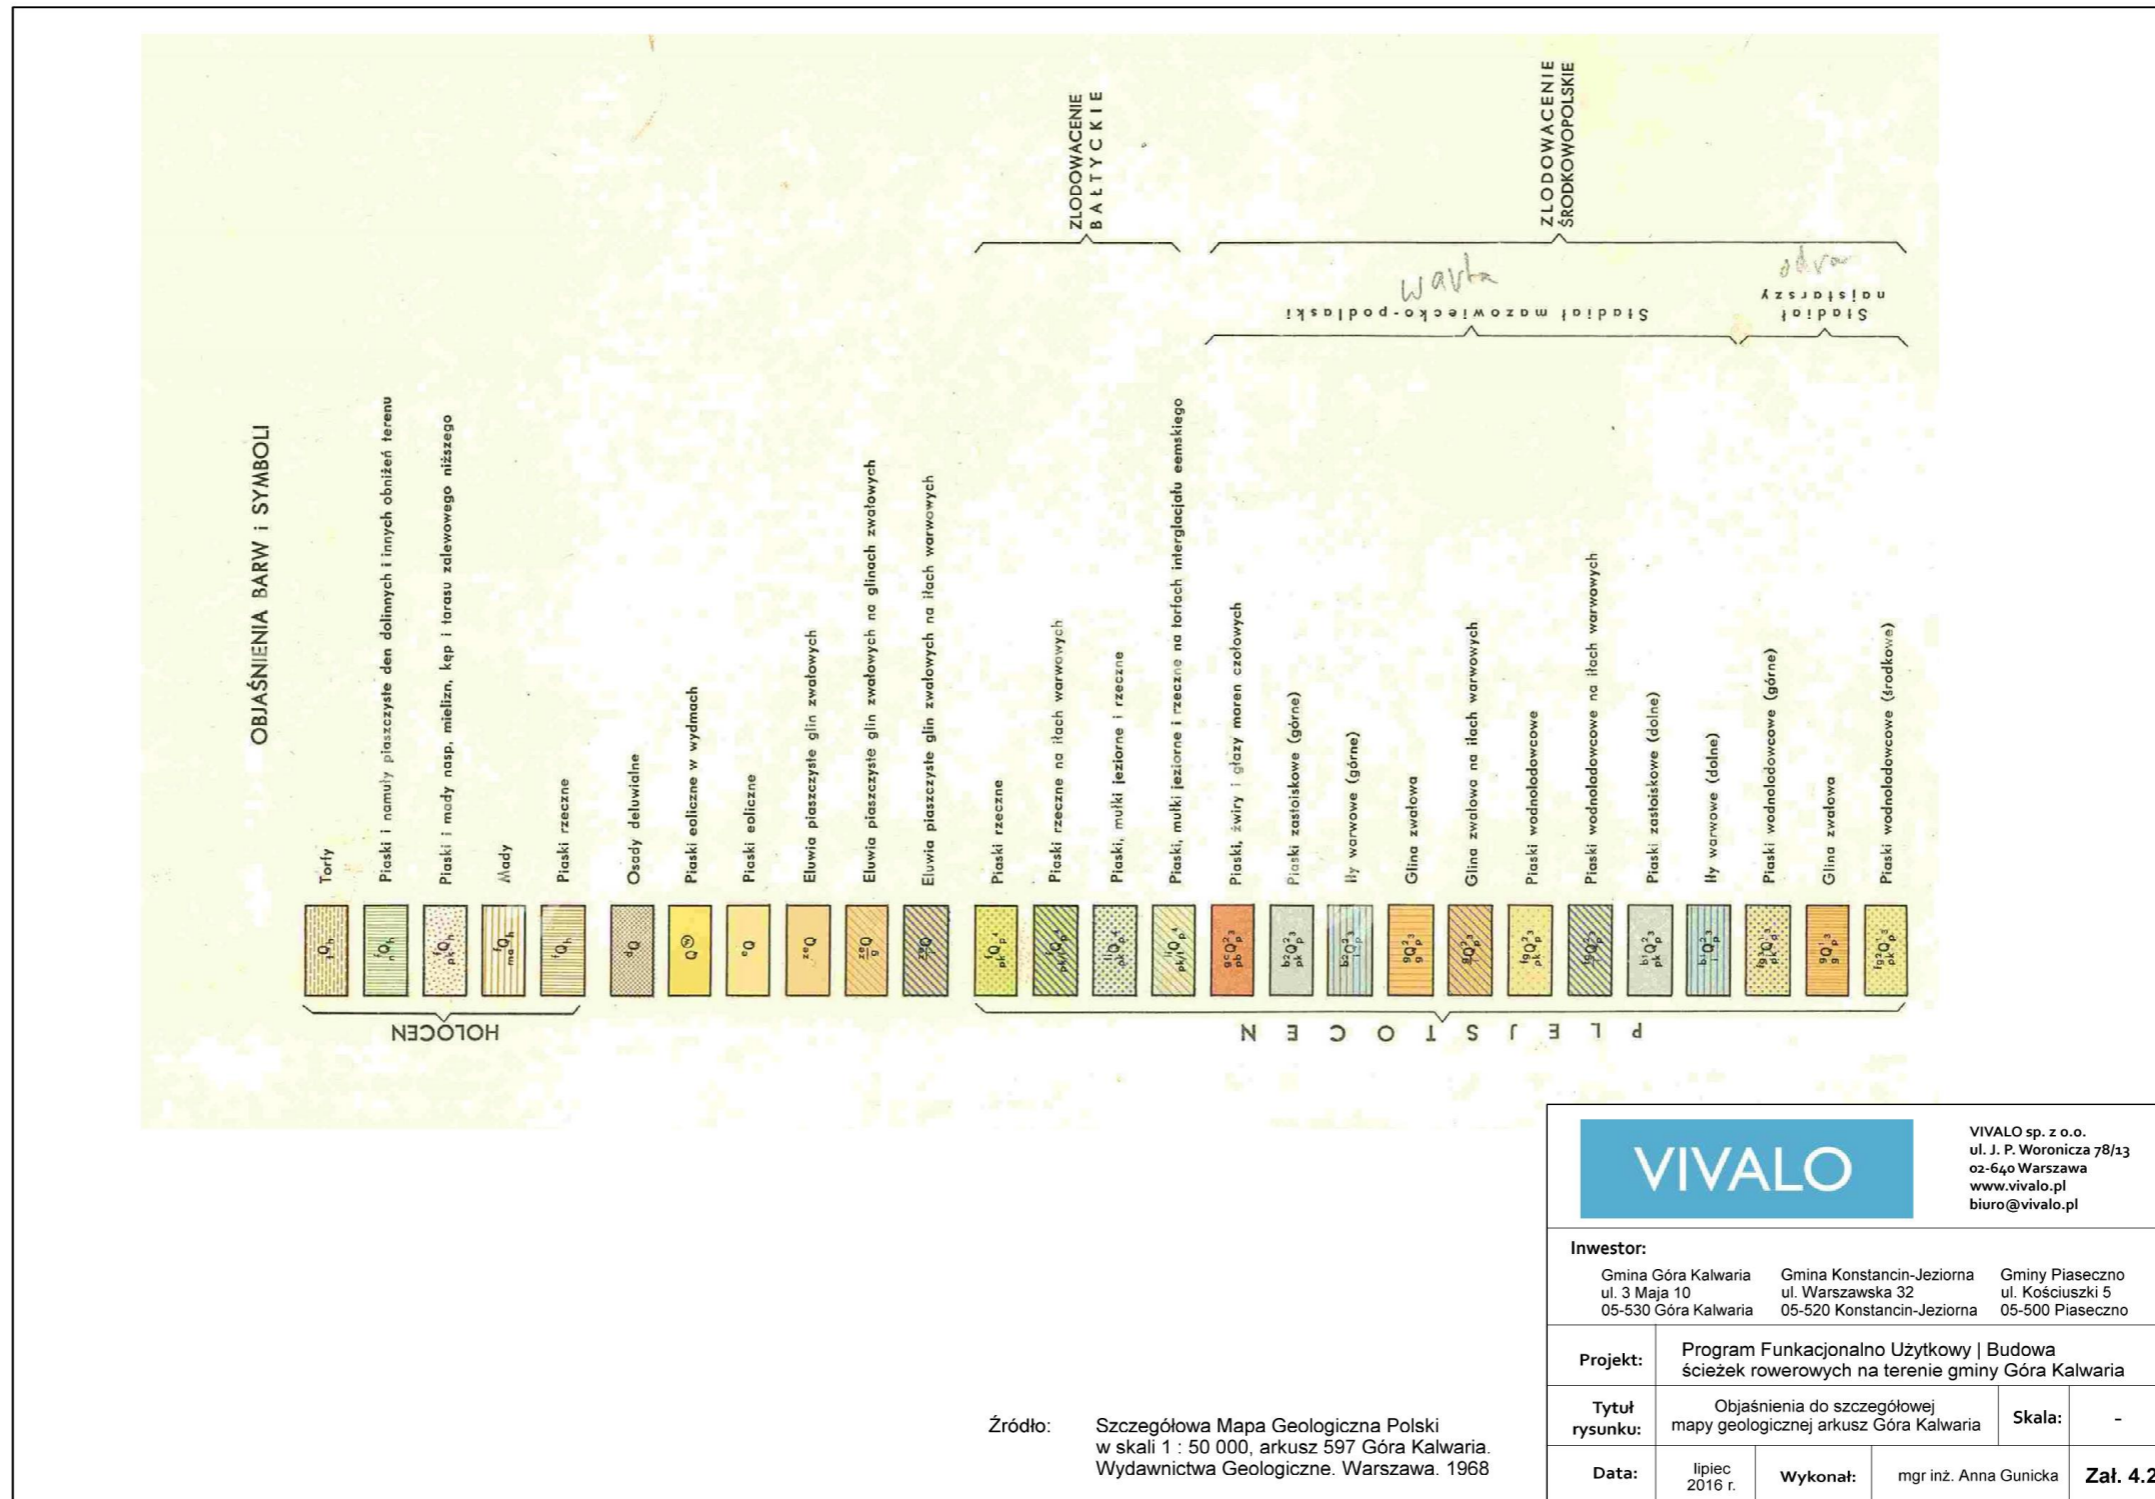 OBJAŚNIENIA BARW i SYMBOLI
HOLOCEN
Torfy
Piaski i namuły piaszczyste den dolinnych i innych obniżeń terenu
Piaski i mady nasp, mielizn, kęp i tarasu zalewowego niższego
Mady
Piaski rzeczne
Osady deluwialne
Piaski eoliczne w wydmach
Piaski eoliczne
Eluwia piaszczyste glin zwałowych
Eluwia piaszczyste glin zwałowych na glinach zwałowych
Eluwia piaszczyste glin zwałowych na iłach warwowych
PLEJSTOCEN
ZLODOWACENIE
BAŁTYCKIE
Piaski rzeczne
Piaski rzeczne na iłach warwowych
Piaski, mułki jeziorne i rzeczne
Piaski, mułki jeziorne i rzeczne na torfach interglacjału eemskiego
ZLODOWACENIE
ŚRODKOWOPOLSKIE
warta
Stadiał mazowiecko-podlaski
Piaski, żwiry i głazy moren czołowych
Piaski zastoiskowe (górne)
Iły warwowe (górne)
Glina zwałowa
Glina zwałowa na iłach warwowych
Piaski wodnolodowcowe
Piaski wodnolodowcowe na iłach warwowych
Piaski zastoiskowe (dolne)
Iły warwowe (dolne)
odra
Stadiał
najstarszy
Piaski wodnolodowcowe (górne)
Glina zwałowa
Piaski wodnolodowcowe (środkowe)
VIVALO
VIVALO sp. z o.o.
ul. J. P. Woronicza 78/13
02-640 Warszawa
www.vivalo.pl
biuro@vivalo.pl
Inwestor:
Gmina Góra Kalwaria
ul. 3 Maja 10
05-530 Góra Kalwaria
Gmina Konstancin-Jeziorna
ul. Warszawska 32
05-520 Konstancin-Jeziorna
Gminy Piaseczno
ul. Kościuszki 5
05-500 Piaseczno
Projekt:
Program Funkacjonalno Użytkowy | Budowa
ścieżek rowerowych na terenie gminy Góra Kalwaria
Tytuł
rysunku:
Objaśnienia do szczegółowej
mapy geologicznej arkusz Góra Kalwaria
Skala:
-
Data:
lipiec
2016 r.
Wykonał:
mgr inż. Anna Gunicka
Zał. 4.2
Źródło:
Szczegółowa Mapa Geologiczna Polski
w skali 1 : 50 000, arkusz 597 Góra Kalwaria.
Wydawnictwa Geologiczne. Warszawa. 1968